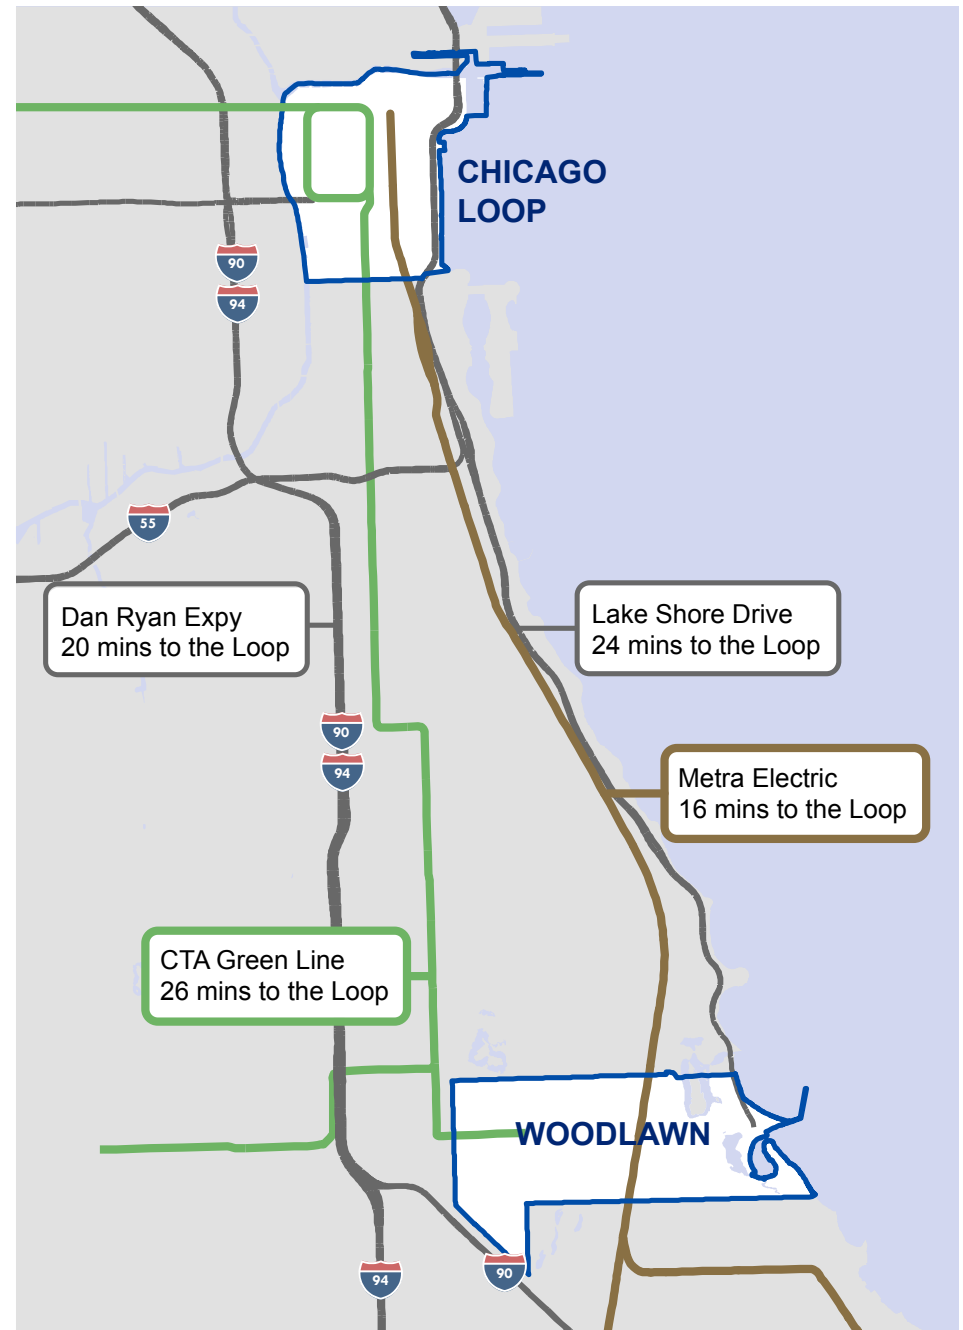 CHICAGO
LOOP
90
94
55
Dan Ryan Expy
20 mins to the Loop
Lake Shore Drive
24 mins to the Loop
90
94
Metra Electric
16 mins to the Loop
CTA Green Line
26 mins to the Loop
WOODLAWN
90
94